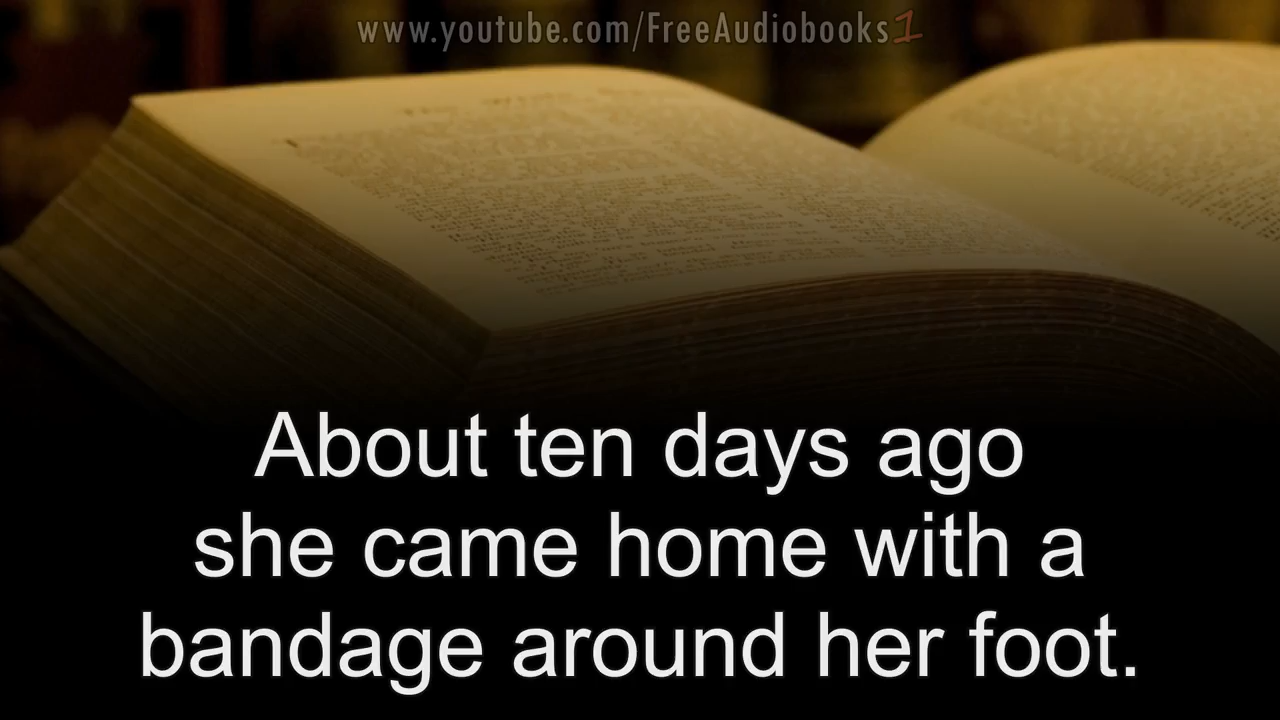 www.youtube.com/FreeAudiobooks1
About ten days ago
she came home with a
bandage around her foot.